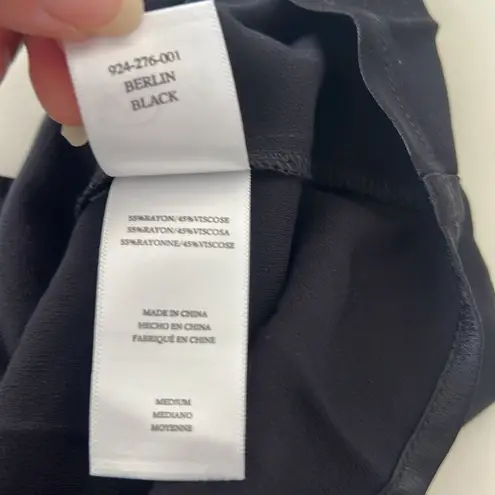 924-276-001
BERLIN
BLACK
55%RAYON/45%VISCOSE
55%RAYON/45%VISCOSA
55%RAYONNE/45%VISCOSE
MADE IN CHINA
HECHO EN CHINA
FABRIQUÉ EN CHINE
MEDIUM
MEDIANO
MOYENNE